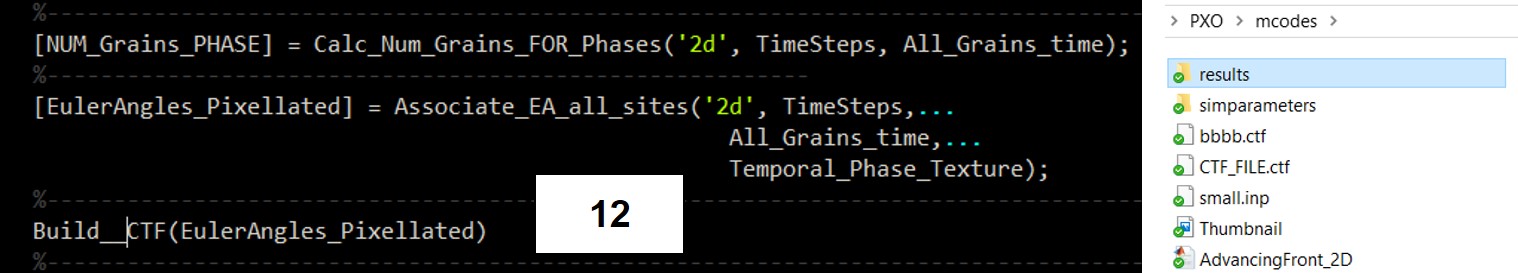 %--------------------------------------------------------------------------
[NUM_Grains_PHASE] = Calc_Num_Grains_FOR_Phases('2d', TimeSteps, All_Grains_time);
%----------------------------------------------------
[EulerAngles_Pixellated] = Associate_EA_all_sites('2d', TimeSteps,...
All_Grains_time,...
Temporal_Phase_Texture);
%--------------------------------------------------------------------------
Build__CTF(EulerAngles_Pixellated)
%--------------------------------------------------------------------------
12
> PXO > mcodes >
results
simparameters
bbbb.ctf
CTF_FILE.ctf
small.inp
Thumbnail
AdvancingFront_2D